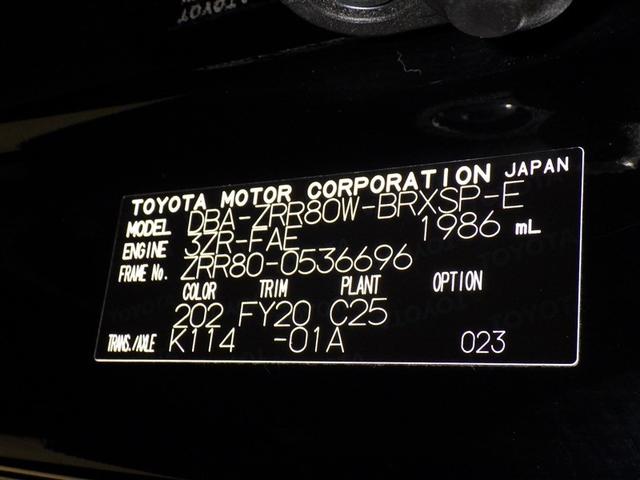 TOYOTA MOTOR CORPORATION JAPAN
MODEL DBA-ZRR80W-BRXSP-E
ENGINE 3ZR-FAE 1986 mL
FRAME No. ZRR80-0536696
COLOR TRIM PLANT OPTION
202 FY20 C25
TRANS./AXLE K114 -01A 023